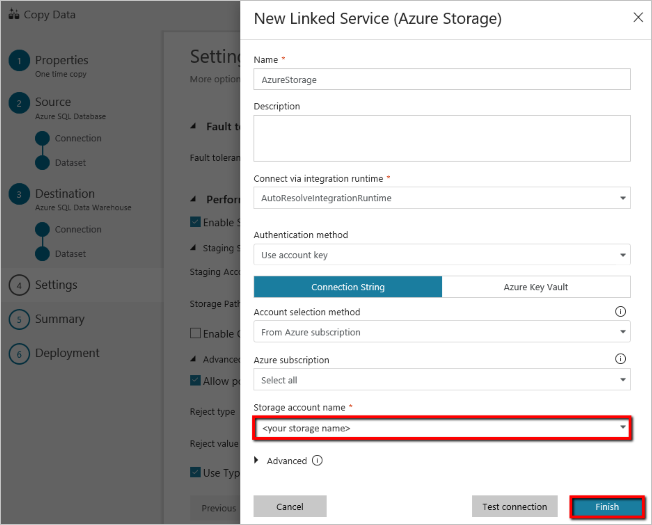 Copy Data
1 Properties
One time copy
2 Source
Azure SQL Database
Connection
Dataset
3 Destination
Azure SQL Data Warehouse
Connection
Dataset
4 Settings
5 Summary
6 Deployment
Setting
More option
Fault to
Fault toleran
Perform
Enable S
Staging S
Staging Acco
Storage Path
Enable C
Advance
Allow po
Reject type
Reject value
Use Typ
Previous
New Linked Service (Azure Storage)
Name *
AzureStorage
Description
Connect via integration runtime *
AutoResolveIntegrationRuntime
Authentication method
Use account key
Connection String Azure Key Vault
Account selection method
From Azure subscription
Azure subscription
Select all
Storage account name *
<your storage name>
Advanced
Cancel Test connection Finish